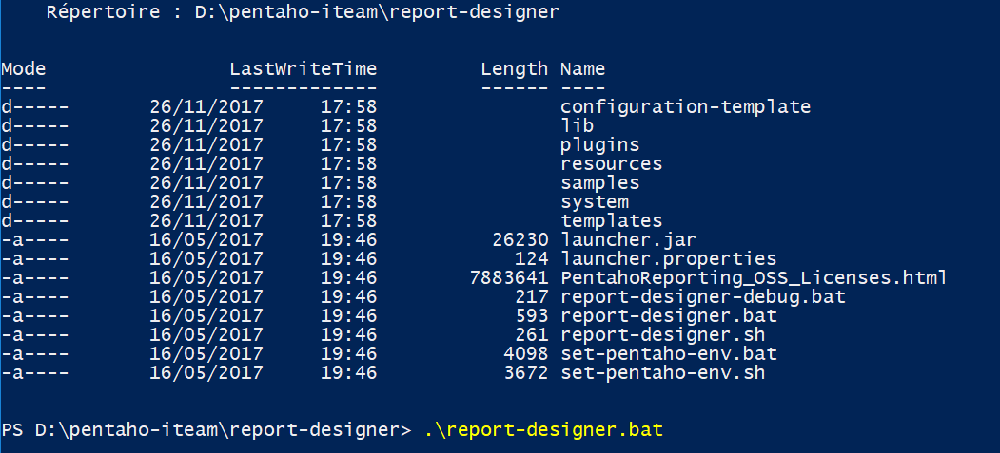 Répertoire : D:\pentaho-iteam\report-designer
Mode LastWriteTime Length Name
---- ------------- ------ ----
d----- 26/11/2017 17:58 configuration-template
d----- 26/11/2017 17:58 lib
d----- 26/11/2017 17:58 plugins
d----- 26/11/2017 17:58 resources
d----- 26/11/2017 17:58 samples
d----- 26/11/2017 17:58 system
d----- 26/11/2017 17:58 templates
-a---- 16/05/2017 19:46 26230 launcher.jar
-a---- 16/05/2017 19:46 124 launcher.properties
-a---- 16/05/2017 19:46 7883641 PentahoReporting_OSS_Licenses.html
-a---- 16/05/2017 19:46 217 report-designer-debug.bat
-a---- 16/05/2017 19:46 593 report-designer.bat
-a---- 16/05/2017 19:46 261 report-designer.sh
-a---- 16/05/2017 19:46 4098 set-pentaho-env.bat
-a---- 16/05/2017 19:46 3672 set-pentaho-env.sh
PS D:\pentaho-iteam\report-designer> .\report-designer.bat